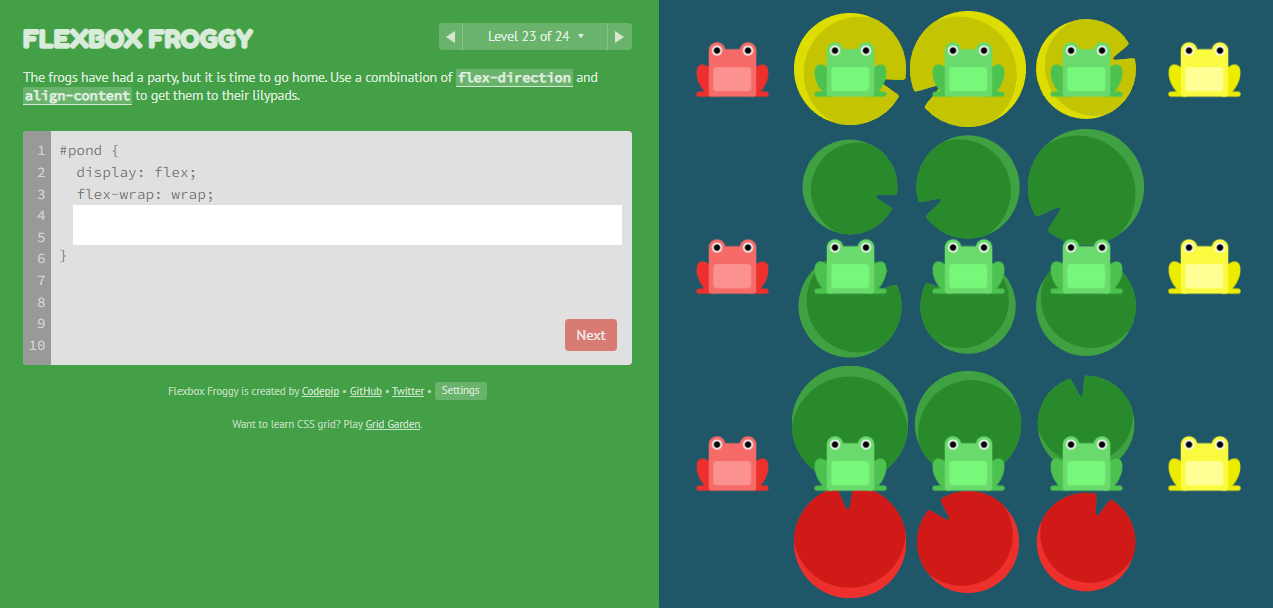 FLEXBOX FROGGY
Level 23 of 24
The frogs have had a party, but it is time to go home. Use a combination of flex-direction and
align-content to get them to their lilypads.
1 #pond {
2 display: flex;
3 flex-wrap: wrap;
4
5
6 }
7
8
9
10
Next
Flexbox Froggy is created by Codepip • GitHub • Twitter • Settings
Want to learn CSS grid? Play Grid Garden.